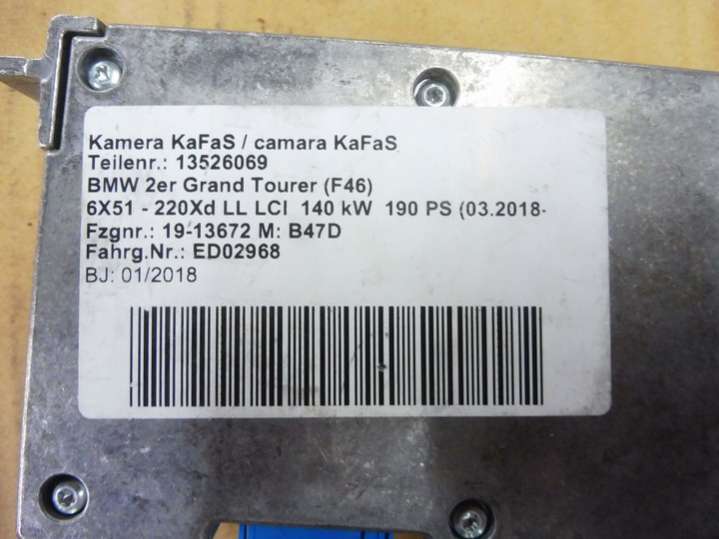 Kamera KaFaS / camara KaFaS
Teilenr.: 13526069
BMW 2er Grand Tourer (F46)
6X51 - 220Xd LL LCI 140 kW 190 PS (03.2018-
Fzgnr.: 19-13672 M: B47D
Fahrg.Nr.: ED02968
BJ: 01/2018